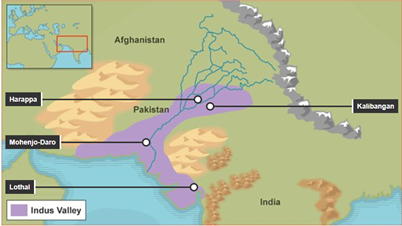 Afghanistan
Harappa
Pakistan
Kalibangan
Mohenjo-Daro
Lothal
Indus Valley
India